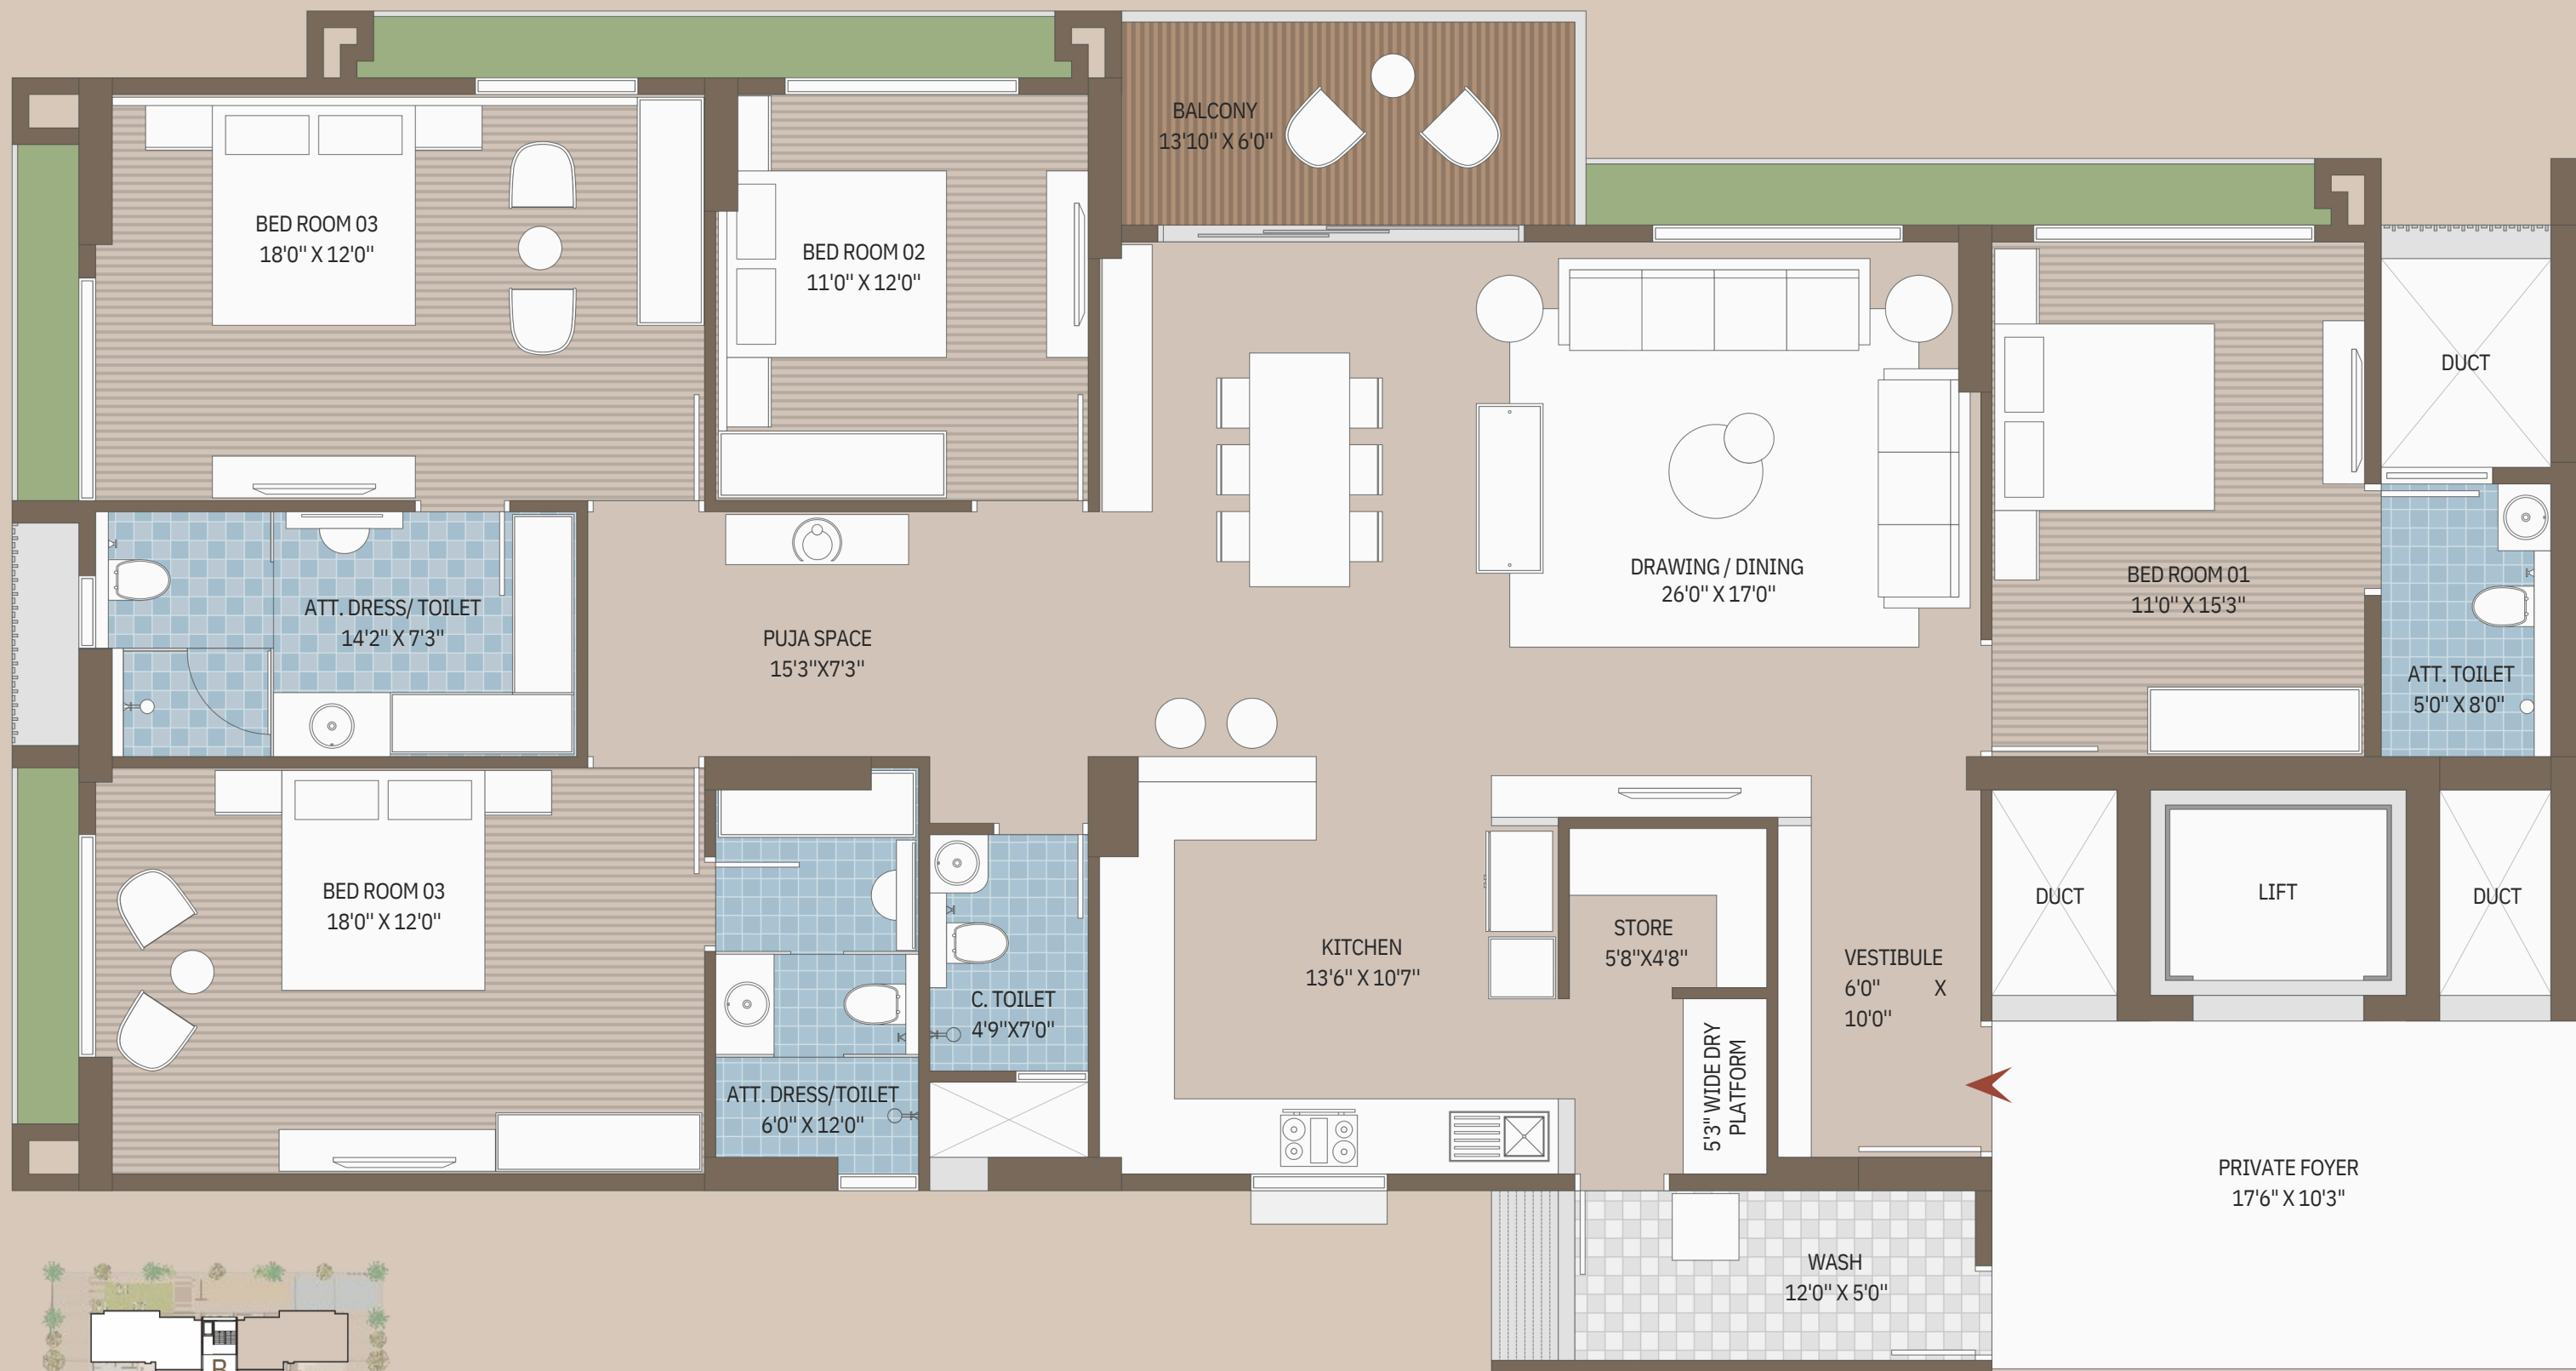 BALCONY
13'10" X 6'0"
BED ROOM 03
18'0" X 12'0"
BED ROOM 02
11'0" X 12'0"
DUCT
DRAWING / DINING
26'0" X 17'0"
BED ROOM 01
11'0" X 15'3"
ATT. DRESS/ TOILET
14'2" X 7'3"
PUJA SPACE
15'3"X7'3"
ATT. TOILET
5'0" X 8'0"
BED ROOM 03
18'0" X 12'0"
DUCT
LIFT
DUCT
KITCHEN
13'6" X 10'7"
STORE
5'8"X4'8"
VESTIBULE
6'0" X
10'0"
C. TOILET
4'9"X7'0"
ATT. DRESS/TOILET
6'0" X 12'0"
5'3" WIDE DRY
PLATFORM
PRIVATE FOYER
17'6" X 10'3"
WASH
12'0" X 5'0"